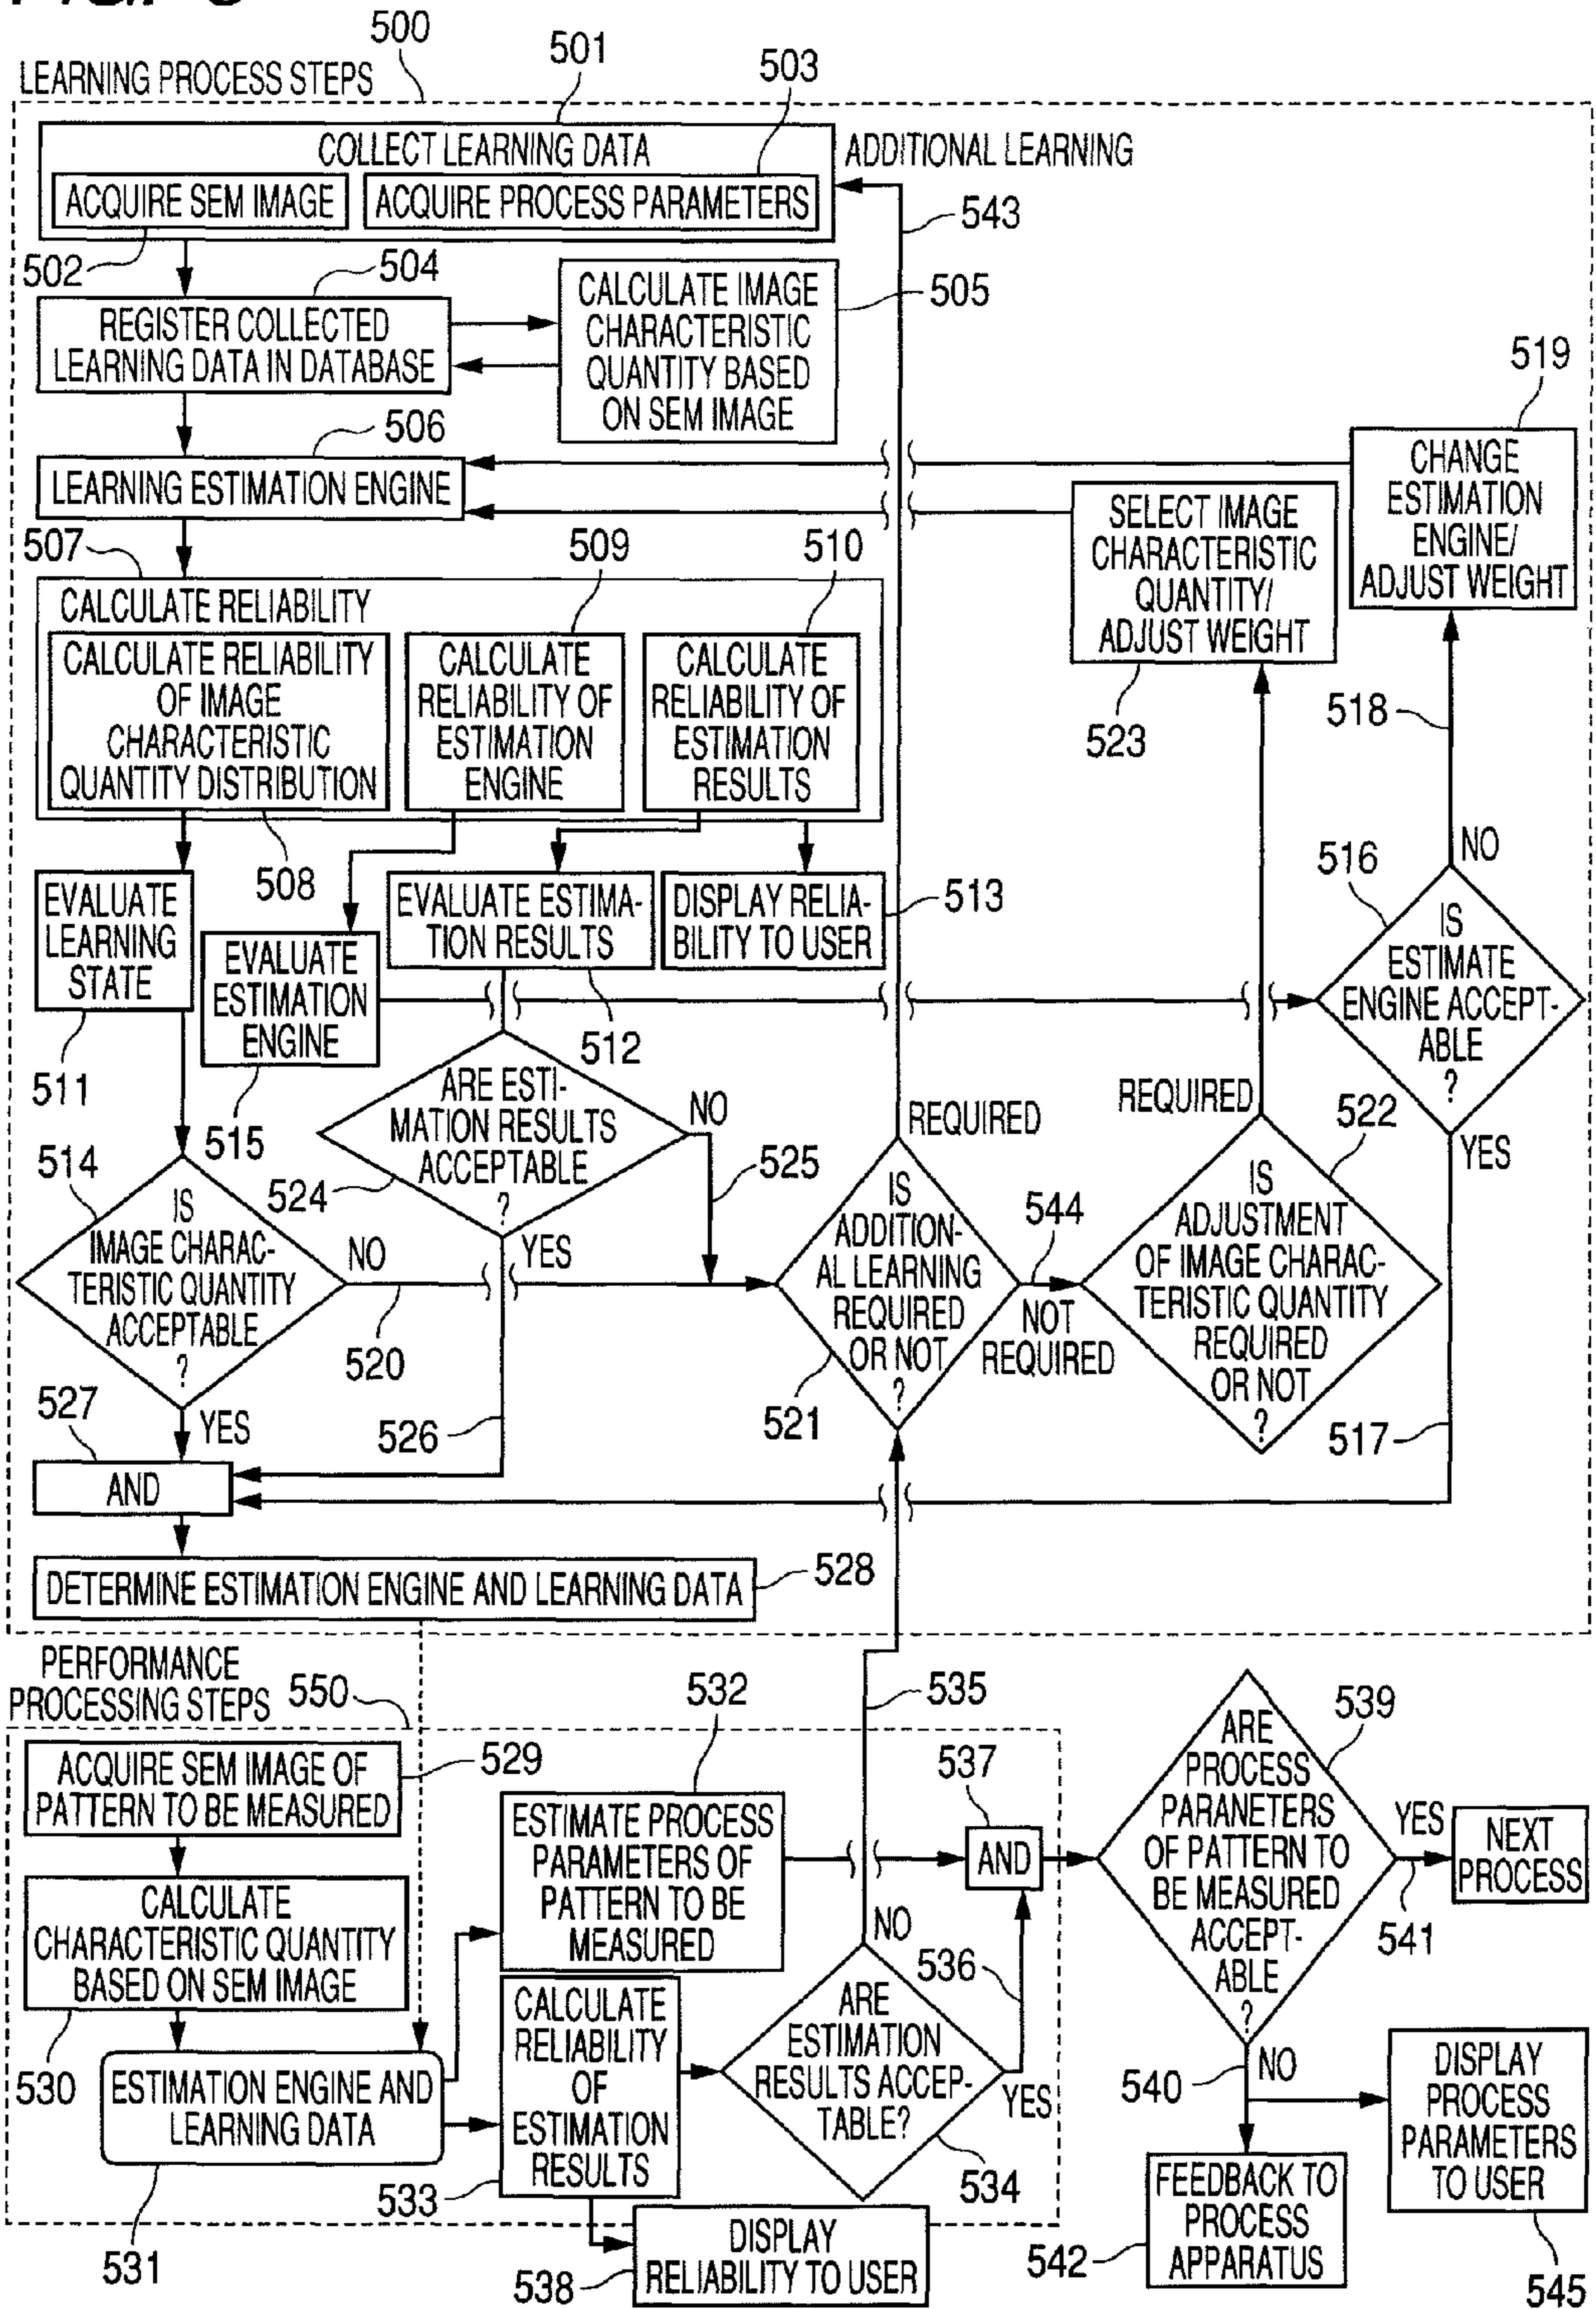 500
501
503
LEARNING PROCESS STEPS
COLLECT LEARNING DATA
ADDITIONAL LEARNING
ACQUIRE SEM IMAGE
ACQUIRE PROCESS PARAMETERS
543
502
504
CALCULATE IMAGE
CHARACTERISTIC
QUANTITY BASED
ON SEM IMAGE
505
REGISTER COLLECTED
LEARNING DATA IN DATABASE
519
506
LEARNING ESTIMATION ENGINE
CHANGE
ESTIMATION
ENGINE/
ADJUST WEIGHT
SELECT IMAGE
CHARACTERISTIC
QUANTITY/
ADJUST WEIGHT
507
509
510
CALCULATE RELIABILITY
CALCULATE RELIABILITY
OF IMAGE
CHARACTERISTIC
QUANTITY DISTRIBUTION
CALCULATE
RELIABILITY OF
ESTIMATION
ENGINE
CALCULATE
RELIABILITY OF
ESTIMATION
RESULTS
523
518
508
EVALUATE
LEARNING
STATE
EVALUATE ESTIMA-
TION RESULTS
DISPLAY RELIA-
BILITY TO USER
513
516
NO
IS
ESTIMATE
ENGINE ACCEPT-
ABLE
?
EVALUATE
ESTIMATION
ENGINE
511
512
515
ARE ESTI-
MATION RESULTS
ACCEPTABLE
?
NO
REQUIRED
REQUIRED
522
YES
514
524
525
IS
IMAGE CHARAC-
TERISTIC QUANTITY
ACCEPTABLE
?
NO
YES
IS
ADDITION-
AL LEARNING
REQUIRED
OR NOT
?
544
NOT
REQUIRED
IS
ADJUSTMENT
OF IMAGE CHARAC-
TERISTIC QUANTITY
REQUIRED
OR NOT
?
520
527
YES
526
521
517
AND
DETERMINE ESTIMATION ENGINE AND LEARNING DATA
528
PERFORMANCE
PROCESSING STEPS
550
532
535
539
ACQUIRE SEM IMAGE OF
PATTERN TO BE MEASURED
529
ESTIMATE PROCESS
PARAMETERS OF
PATTERN TO BE
MEASURED
537
AND
ARE
PROCESS
PARANETERS
OF PATTERN TO
BE MEASURED
ACCEPT-
ABLE
?
YES
NEXT
PROCESS
541
CALCULATE
CHARACTERISTIC QUANTITY
BASED ON SEM IMAGE
NO
536
530
CALCULATE
RELIABILITY
OF
ESTIMATION
RESULTS
ARE
ESTIMATION
RESULTS ACCEP-
TABLE?
YES
ESTIMATION ENGINE AND
LEARNING DATA
540
NO
DISPLAY
PROCESS
PARAMETERS
TO USER
533
534
531
DISPLAY
RELIABILITY TO USER
538
FEEDBACK TO
PROCESS
APPARATUS
542
545